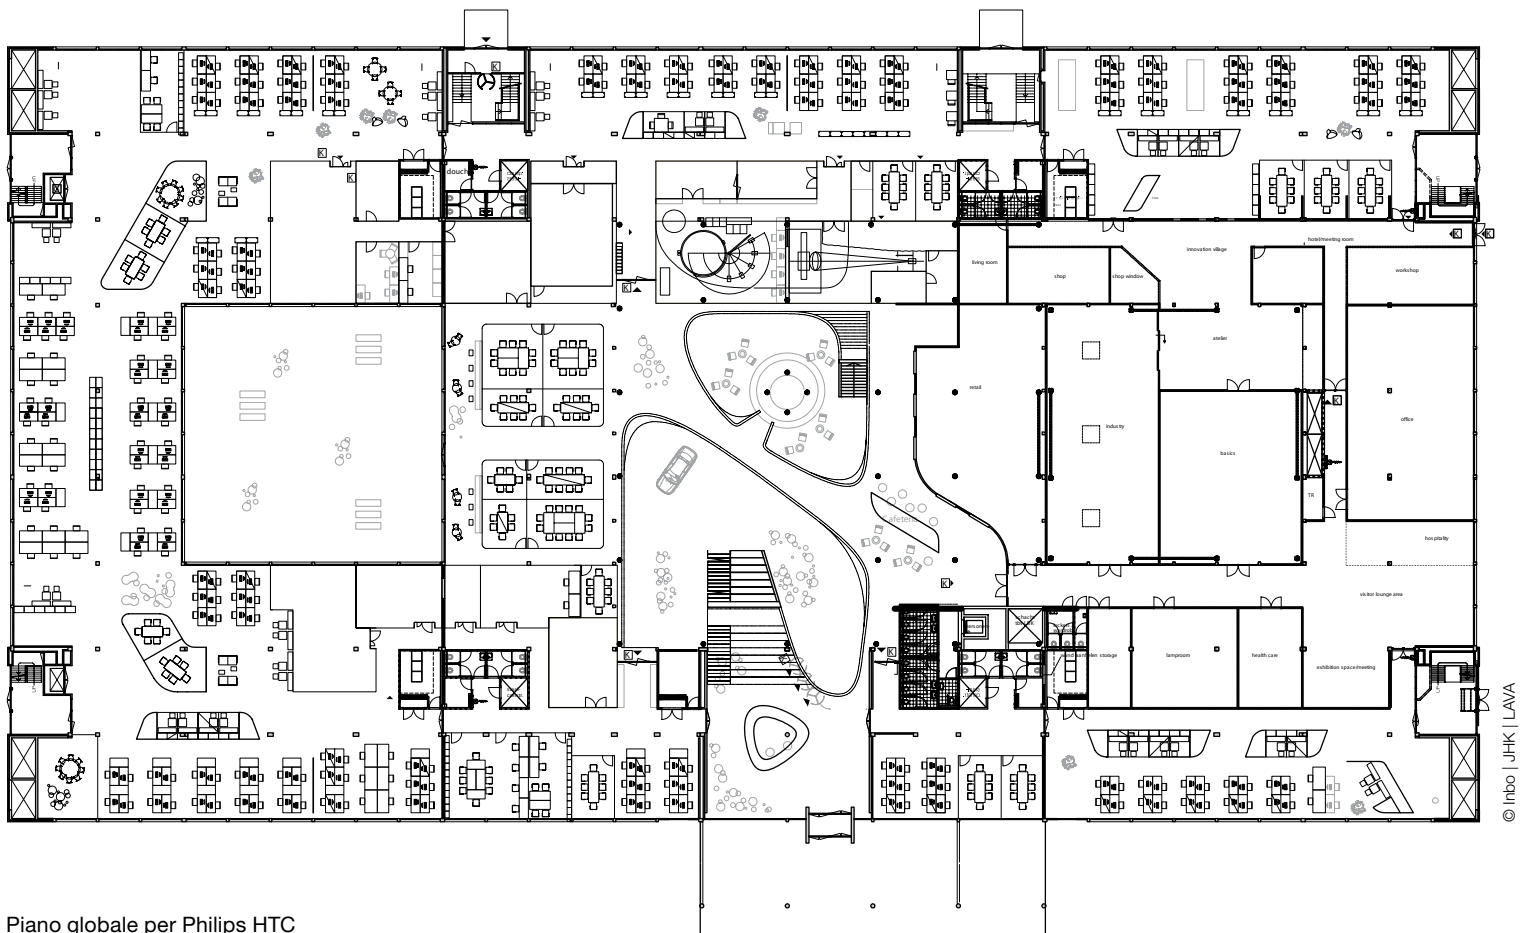 K
K
K
douche
K
hotel/meeting room
K
K
innovation village
living room
shop
shop window
workshop
K
atelier
retail
K
office
industry
basics
TR
Cafeteria
hospitality
K
visitor lounge area
K
K
storage
lamproom
health care
exhibition space/meeting
© Inbo | JHK | LAVA
Piano globale per Philips HTC